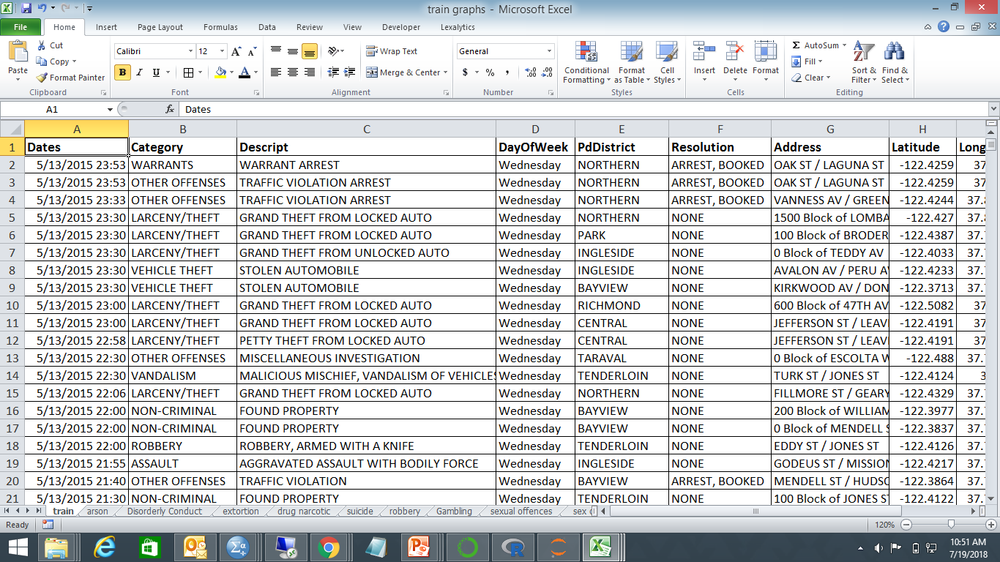 train graphs - Microsoft Excel
File Home Insert Page Layout Formulas Data Review View Developer Lexalytics
Paste Cut Copy Format Painter
Calibri 12 A A
B I U A
Wrap Text Merge & Center
General
$ % , .0 .00 .00 .0
Conditional Formatting Format as Table Cell Styles
Insert Delete Format
Σ AutoSum Fill Clear
Sort & Filter Find & Select
Clipboard Font Alignment Number Styles Cells Editing
A1 fx Dates
A B C D E F G H
1 Dates Category Descript DayOfWeek PdDistrict Resolution Address Latitude Long
2 5/13/2015 23:53 WARRANTS WARRANT ARREST Wednesday NORTHERN ARREST, BOOKED OAK ST / LAGUNA ST -122.4259 37
3 5/13/2015 23:53 OTHER OFFENSES TRAFFIC VIOLATION ARREST Wednesday NORTHERN ARREST, BOOKED OAK ST / LAGUNA ST -122.4259 37
4 5/13/2015 23:33 OTHER OFFENSES TRAFFIC VIOLATION ARREST Wednesday NORTHERN ARREST, BOOKED VANNESS AV / GREEN -122.4244 37.8
5 5/13/2015 23:30 LARCENY/THEFT GRAND THEFT FROM LOCKED AUTO Wednesday NORTHERN NONE 1500 Block of LOMBA -122.427 37.8
6 5/13/2015 23:30 LARCENY/THEFT GRAND THEFT FROM LOCKED AUTO Wednesday PARK NONE 100 Block of BRODER -122.4387 37.7
7 5/13/2015 23:30 LARCENY/THEFT GRAND THEFT FROM UNLOCKED AUTO Wednesday INGLESIDE NONE 0 Block of TEDDY AV -122.4033 37.7
8 5/13/2015 23:30 VEHICLE THEFT STOLEN AUTOMOBILE Wednesday INGLESIDE NONE AVALON AV / PERU AV -122.4233 37.7
9 5/13/2015 23:30 VEHICLE THEFT STOLEN AUTOMOBILE Wednesday BAYVIEW NONE KIRKWOOD AV / DON -122.3713 37.7
10 5/13/2015 23:00 LARCENY/THEFT GRAND THEFT FROM LOCKED AUTO Wednesday RICHMOND NONE 600 Block of 47TH AV -122.5082 37.7
11 5/13/2015 23:00 LARCENY/THEFT GRAND THEFT FROM LOCKED AUTO Wednesday CENTRAL NONE JEFFERSON ST / LEAV -122.4191 37
12 5/13/2015 22:58 LARCENY/THEFT PETTY THEFT FROM LOCKED AUTO Wednesday CENTRAL NONE JEFFERSON ST / LEAV -122.4191 37
13 5/13/2015 22:30 OTHER OFFENSES MISCELLANEOUS INVESTIGATION Wednesday TARAVAL NONE 0 Block of ESCOLTA W -122.488 37.7
14 5/13/2015 22:30 VANDALISM MALICIOUS MISCHIEF, VANDALISM OF VEHICLES Wednesday TENDERLOIN NONE TURK ST / JONES ST -122.4124 3
15 5/13/2015 22:06 LARCENY/THEFT GRAND THEFT FROM LOCKED AUTO Wednesday NORTHERN NONE FILLMORE ST / GEARY -122.4329 37.7
16 5/13/2015 22:00 NON-CRIMINAL FOUND PROPERTY Wednesday BAYVIEW NONE 200 Block of WILLIAM -122.3977 37.7
17 5/13/2015 22:00 NON-CRIMINAL FOUND PROPERTY Wednesday BAYVIEW NONE 0 Block of MENDELL S -122.3837 37.7
18 5/13/2015 22:00 ROBBERY ROBBERY, ARMED WITH A KNIFE Wednesday TENDERLOIN NONE EDDY ST / JONES ST -122.4126 37.7
19 5/13/2015 21:55 ASSAULT AGGRAVATED ASSAULT WITH BODILY FORCE Wednesday INGLESIDE NONE GODEUS ST / MISSION -122.4217 37.7
20 5/13/2015 21:40 OTHER OFFENSES TRAFFIC VIOLATION Wednesday BAYVIEW ARREST, BOOKED MENDELL ST / HUDSO -122.3864 37.7
21 5/13/2015 21:30 NON-CRIMINAL FOUND PROPERTY Wednesday TENDERLOIN NONE 100 Block of JONES ST -122.4122 37.7
train arson Disorderly Conduct extortion drug narcotic suicide robbery Gambling sexual offences sex
Ready 120%
10:51 AM
7/19/2018